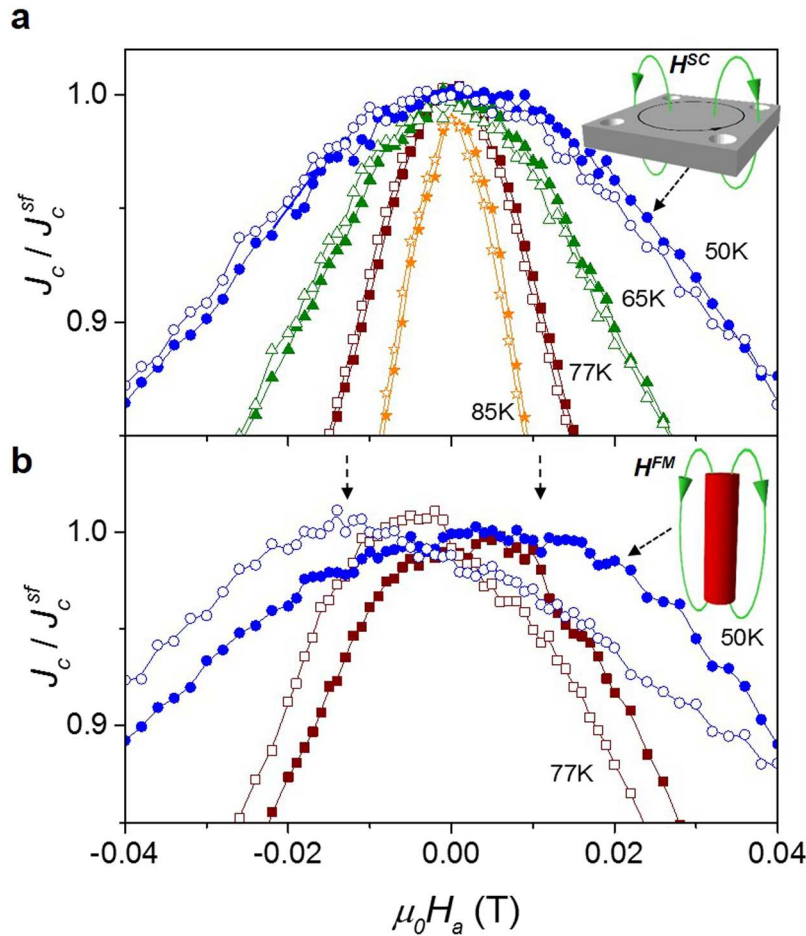 a
H^SC
1.0
0.9
J_c / J_c^sf
50K
65K
77K
85K
b
H^FM
1.0
0.9
J_c / J_c^sf
50K
77K
-0.04 -0.02 0.00 0.02 0.04
μ₀H_a (T)